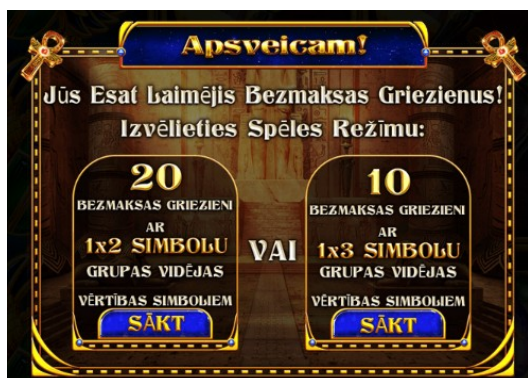 Apsveicam!
Jūs Esat Laimējis Bezmaksas Griezienus!
Izvēlieties Spēles Režīmu:
20
BEZMAKSAS GRIEZIENI
AR
1x2 SIMBOLU
GRUPAS VIDĒJAS
VĒRTĪBAS SIMBOLIEM
SĀKT
VAI
10
BEZMAKSAS GRIEZIENI
AR
1x3 SIMBOLU
GRUPAS VIDĒJAS
VĒRTĪBAS SIMBOLIEM
SĀKT